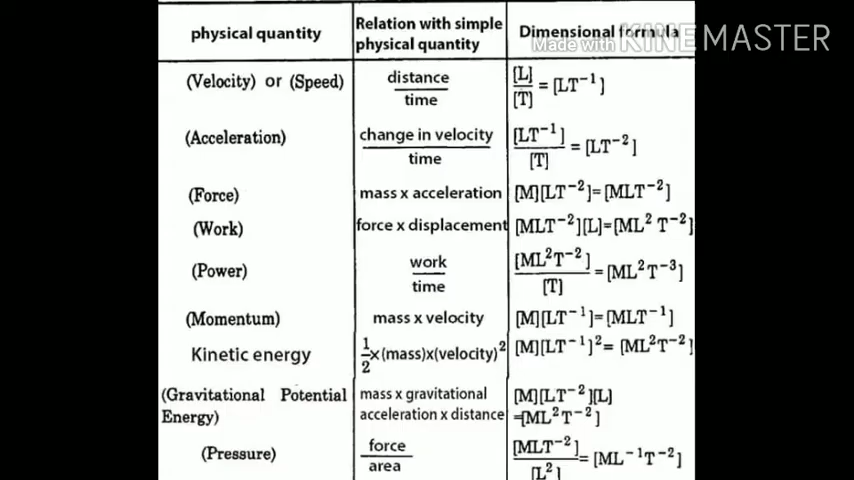 physical quantity
Relation with simple physical quantity
Dimensional formula
Made with KINEMASTER
(Velocity) or (Speed)
distance
time
[L]
[T] = [LT⁻¹]
(Acceleration)
change in velocity
time
[LT⁻¹]
[T] = [LT⁻²]
(Force)
mass x acceleration
[M][LT⁻²]=[MLT⁻²]
(Work)
force x displacement
[MLT⁻²][L]=[ML² T⁻²]
(Power)
work
time
[ML²T⁻²]
[T] = [ML²T⁻³]
(Momentum)
mass x velocity
[M][LT⁻¹]=[MLT⁻¹]
Kinetic energy
1
2 x(mass)x(velocity)²
[M][LT⁻¹]²= [ML²T⁻²]
(Gravitational Potential
Energy)
mass x gravitational
acceleration x distance
[M][LT⁻²][L]
=[ML²T⁻²]
(Pressure)
force
area
[MLT⁻²]
[L²] = [ML⁻¹T⁻²]